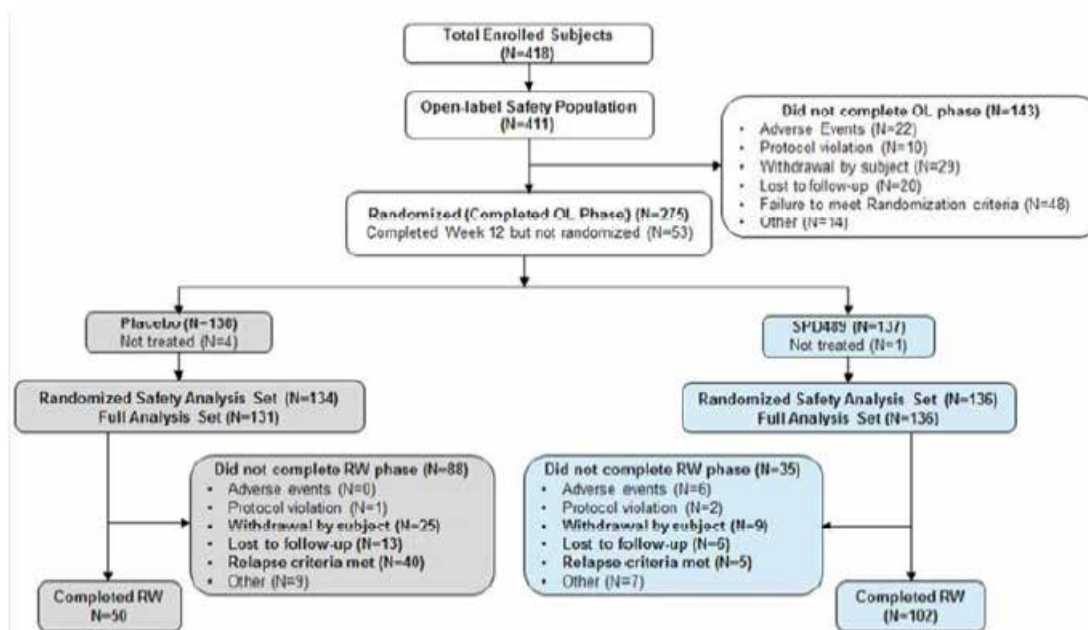 Total Enrolled Subjects
(N=418)
Open-label Safety Population
(N=411)
Did not complete OL phase (N=143)
• Adverse Events (N=22)
• Protocol violation (N=10)
• Withdrawal by subject (N=29)
• Lost to follow-up (N=20)
• Failure to meet Randomization criteria (N=48)
• Other (N=14)
Randomized (Completed OL Phase) (N=275)
Completed Week 12 but not randomized (N=53)
Placebo (N=138)
Not treated (N=4)
SPD489 (N=137)
Not treated (N=1)
Randomized Safety Analysis Set (N=134)
Full Analysis Set (N=131)
Randomized Safety Analysis Set (N=136)
Full Analysis Set (N=136)
Did not complete RW phase (N=88)
• Adverse events (N=0)
• Protocol violation (N=1)
• Withdrawal by subject (N=25)
• Lost to follow-up (N=13)
• Relapse criteria met (N=40)
• Other (N=9)
Did not complete RW phase (N=35)
• Adverse events (N=6)
• Protocol violation (N=2)
• Withdrawal by subject (N=9)
• Lost to follow-up (N=6)
• Relapse criteria met (N=5)
• Other (N=7)
Completed RW
N=50
Completed RW
(N=102)